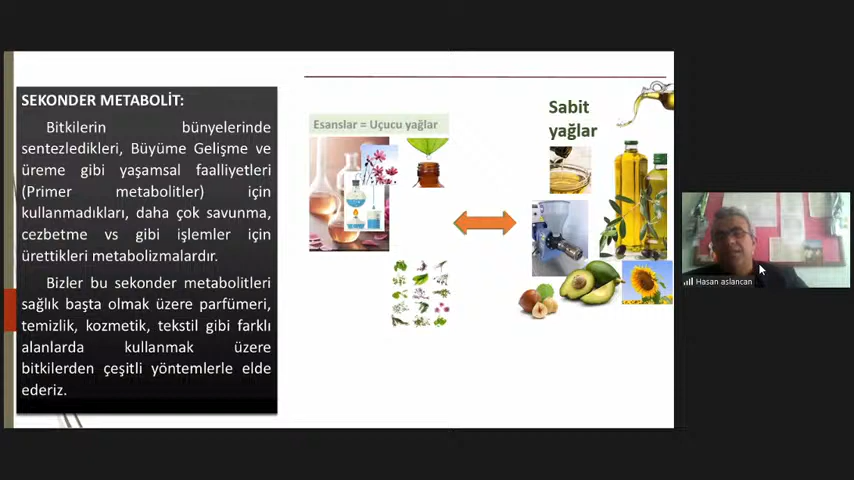 SEKONDER METABOLİT:
Bitkilerin bünyelerinde
sentezledikleri, Büyüme Gelişme ve
üreme gibi yaşamsal faalliyetleri
(Primer metabolitler) için
kullanmadıkları, daha çok savunma,
cezbetme vs gibi işlemler için
ürettikleri metabolizmalardır.
Bizler bu sekonder metabolitleri
sağlık başta olmak üzere parfümeri,
temizlik, kozmetik, tekstil gibi farklı
alanlarda kullanmak üzere
bitkilerden çeşitli yöntemlerle elde
ederiz.
Esanslar = Uçucu yağlar
Sabit
yağlar
Hasan aslancan